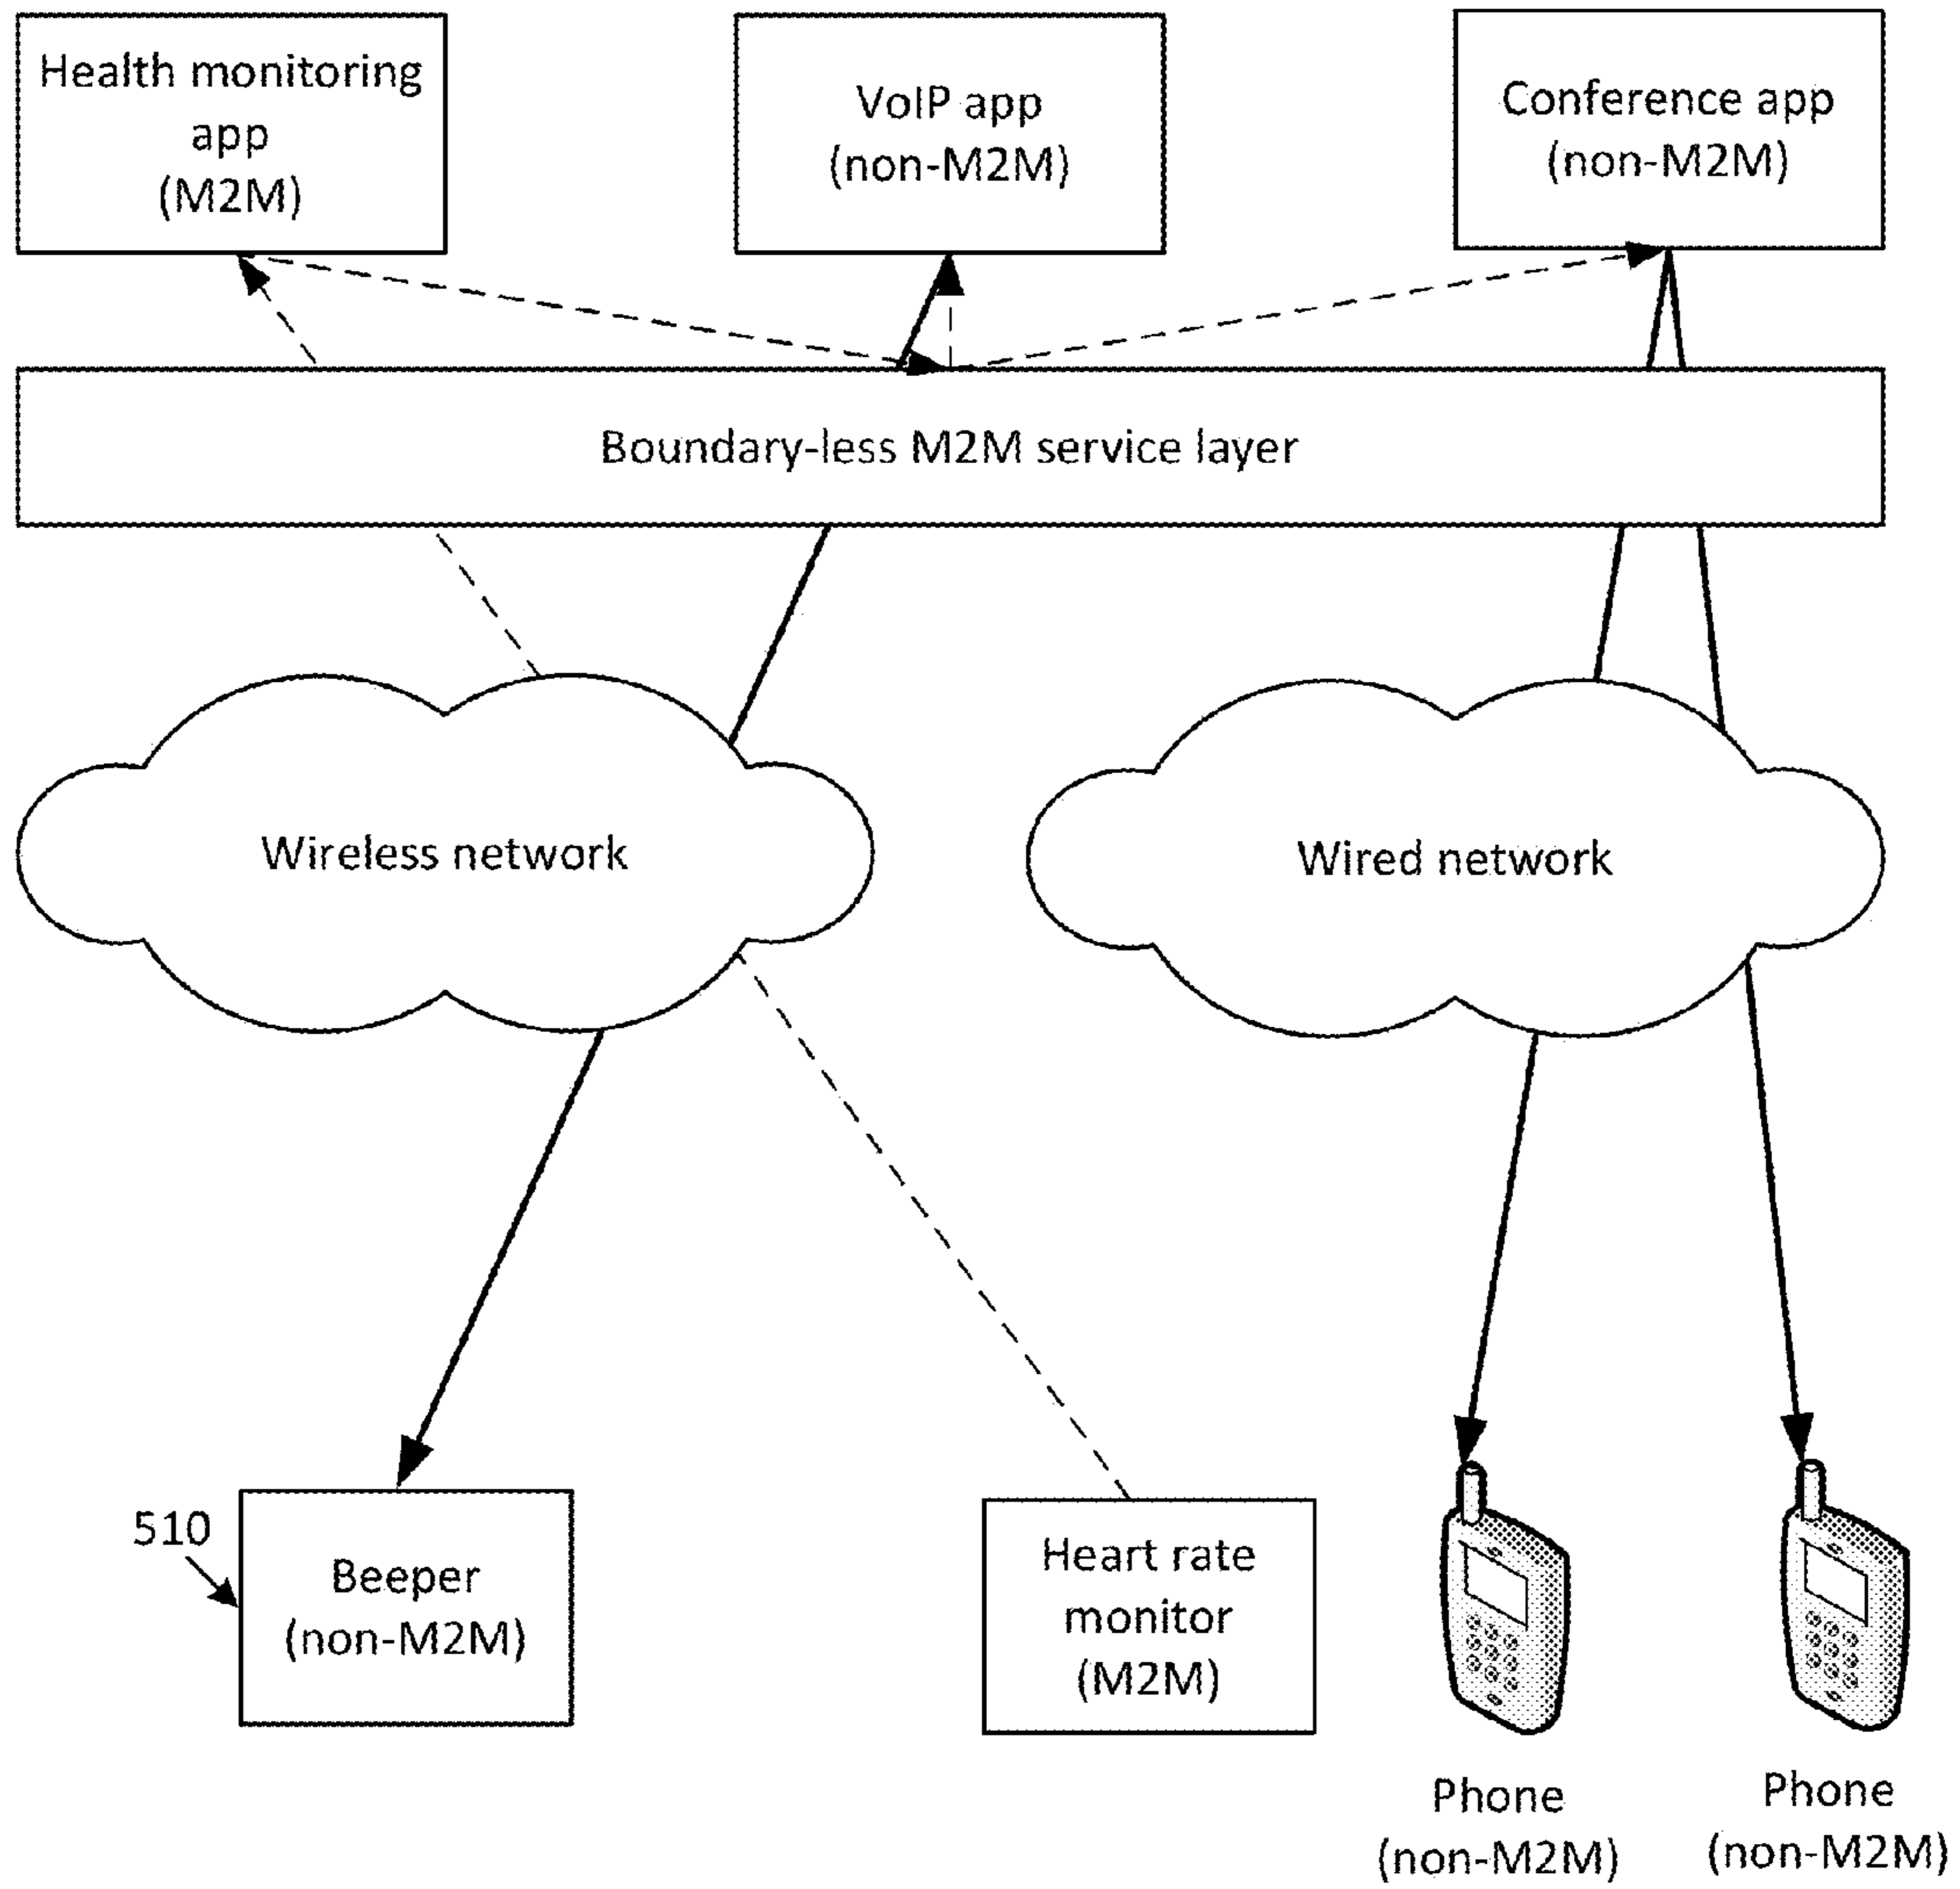 Health monitoring
app
(M2M)
VoIP app
(non-M2M)
Conference app
(non-M2M)
Boundary-less M2M service layer
Wireless network
Wired network
510
Beeper
(non-M2M)
Heart rate
monitor
(M2M)
Phone
(non-M2M)
Phone
(non-M2M)